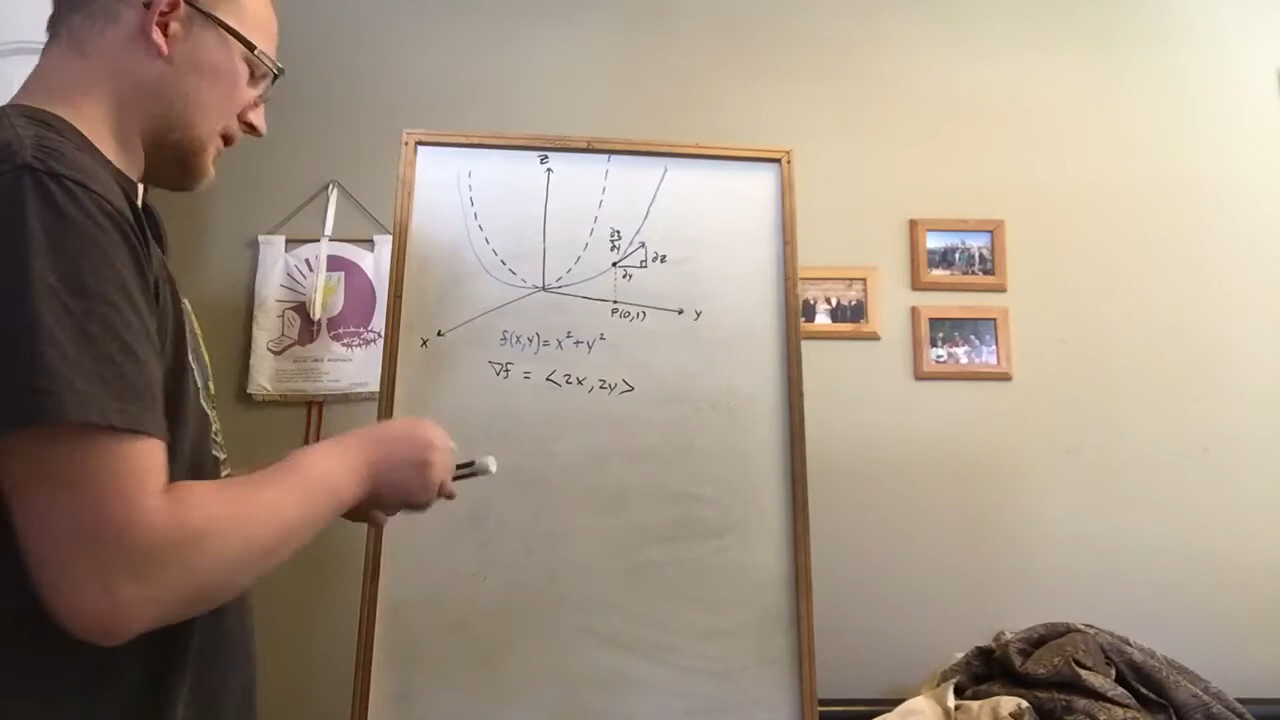 z
∂z
∂y
∂z
∂y
P(0,1)
y
x
f(x,y)=x²+y²
∇f = <2x,2y>